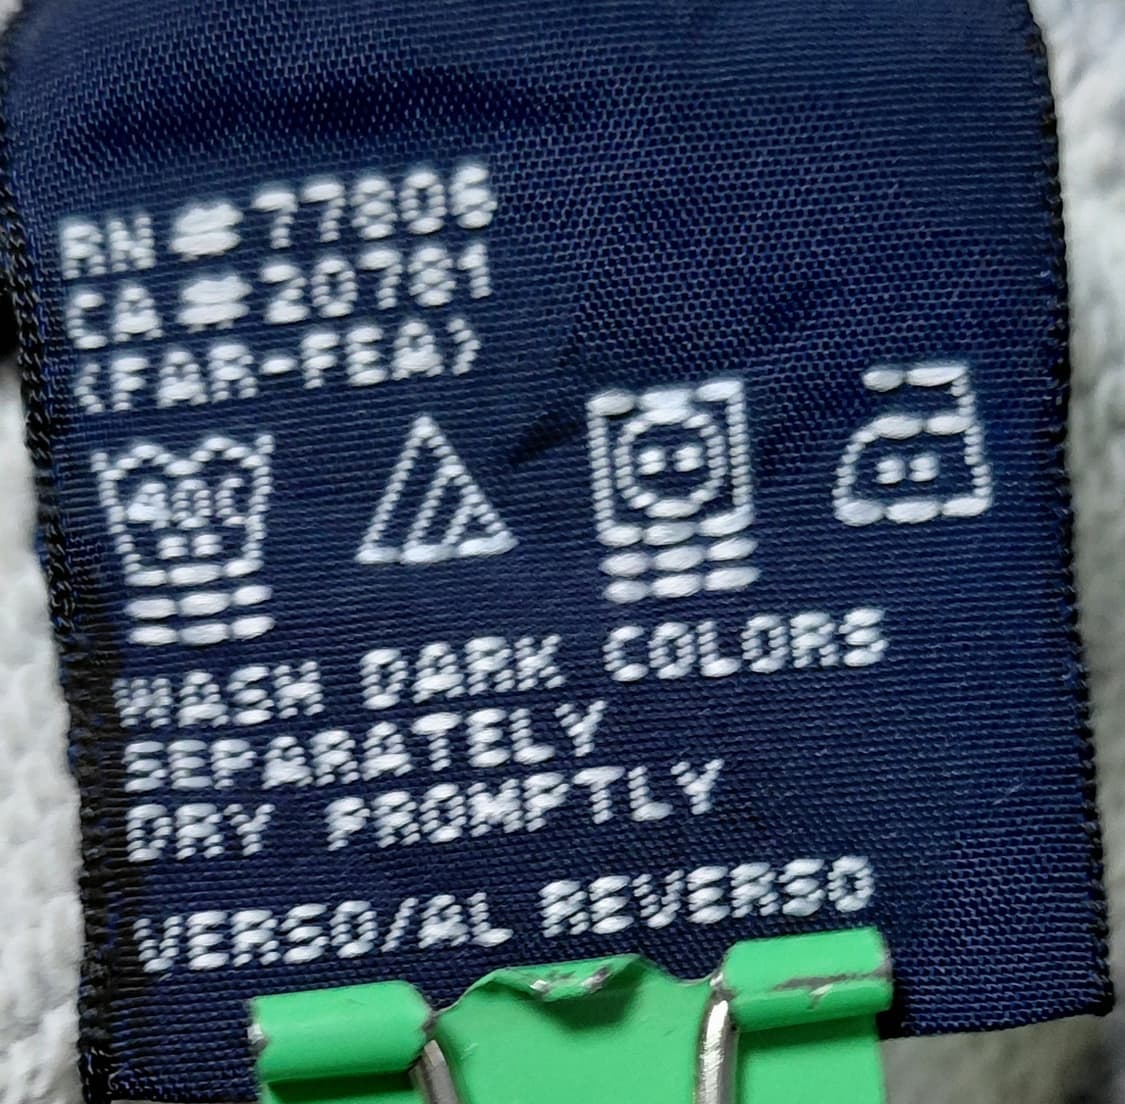 RN #77806
CA #20781
(FAR-FEA)
40C
WASH DARK COLORS
SEPARATELY
DRY PROMPTLY
VERSO/AL REVERSO